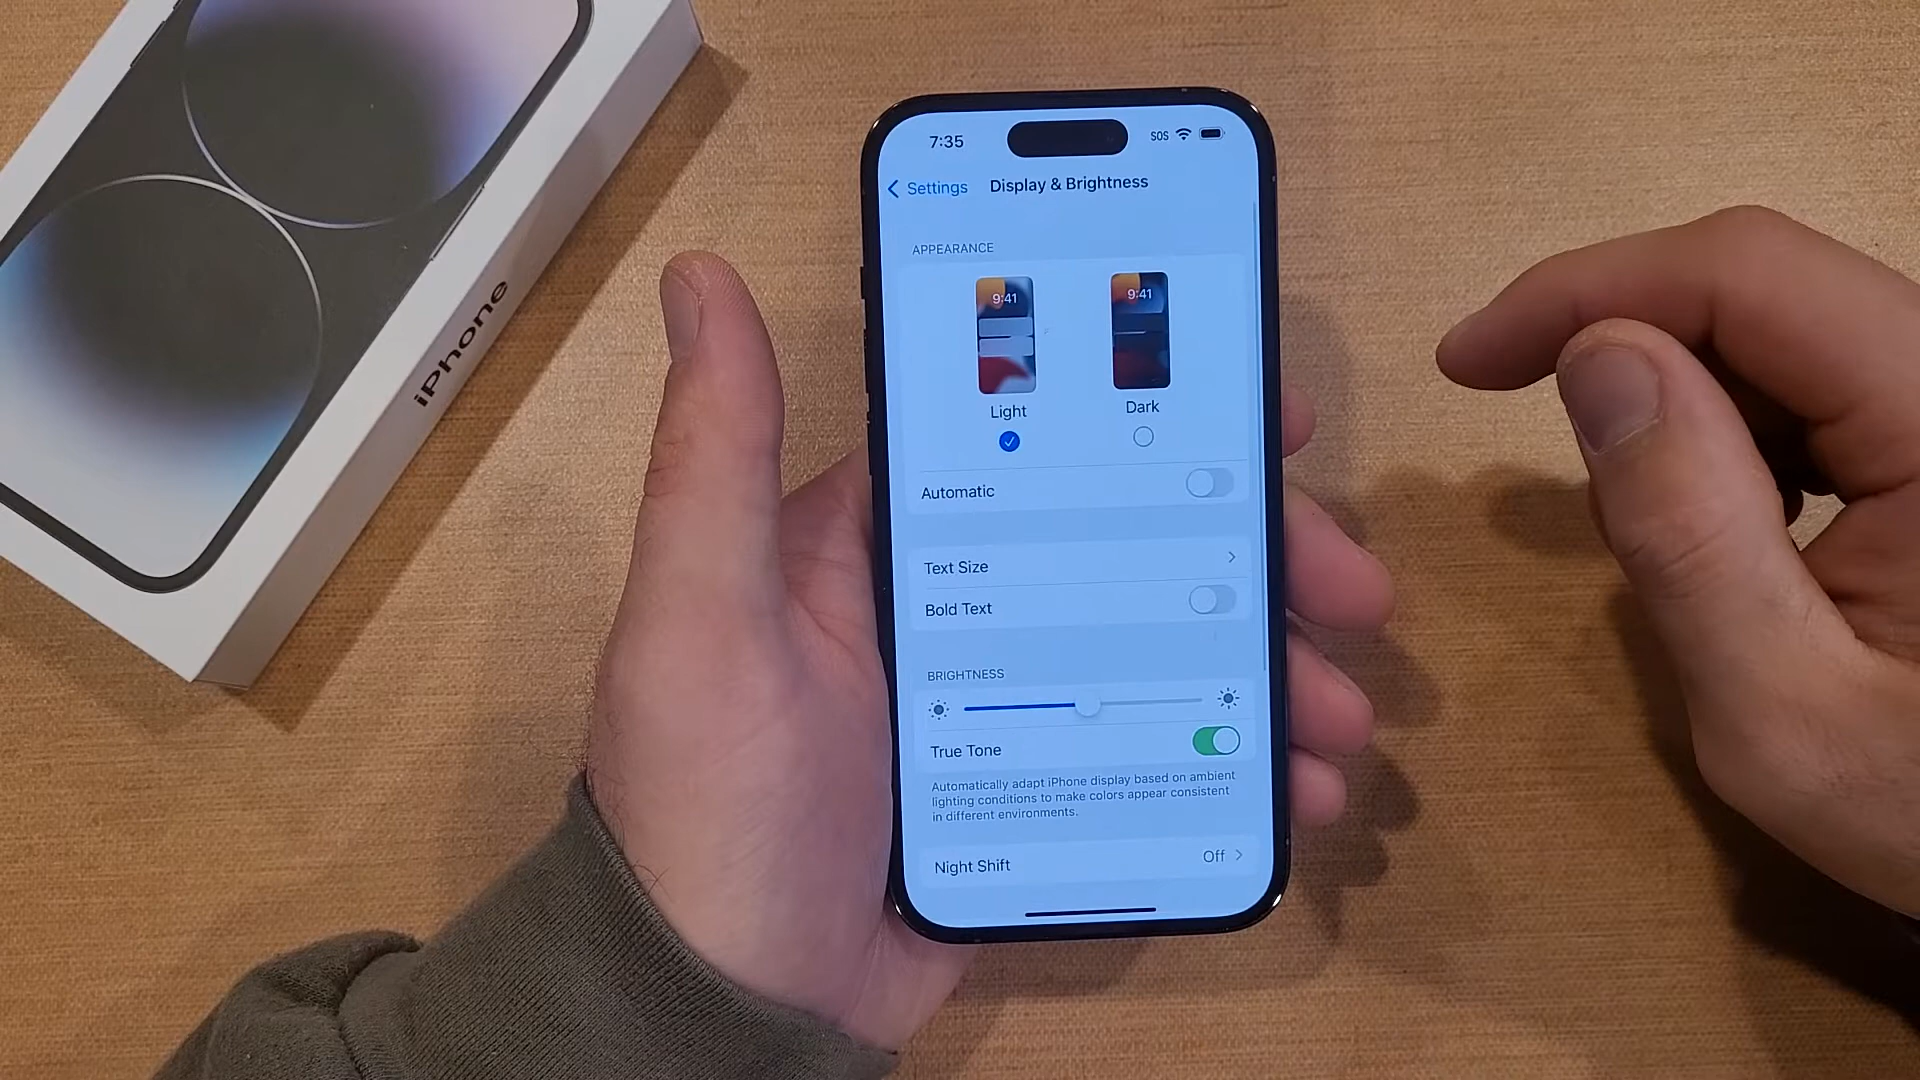 iPhone
7:35
SOS
Settings
Display & Brightness
APPEARANCE
9:41
9:41
Light
Dark
Automatic
Text Size
Bold Text
BRIGHTNESS
True Tone
Automatically adapt iPhone display based on ambient
lighting conditions to make colors appear consistent
in different environments.
Night Shift
Off